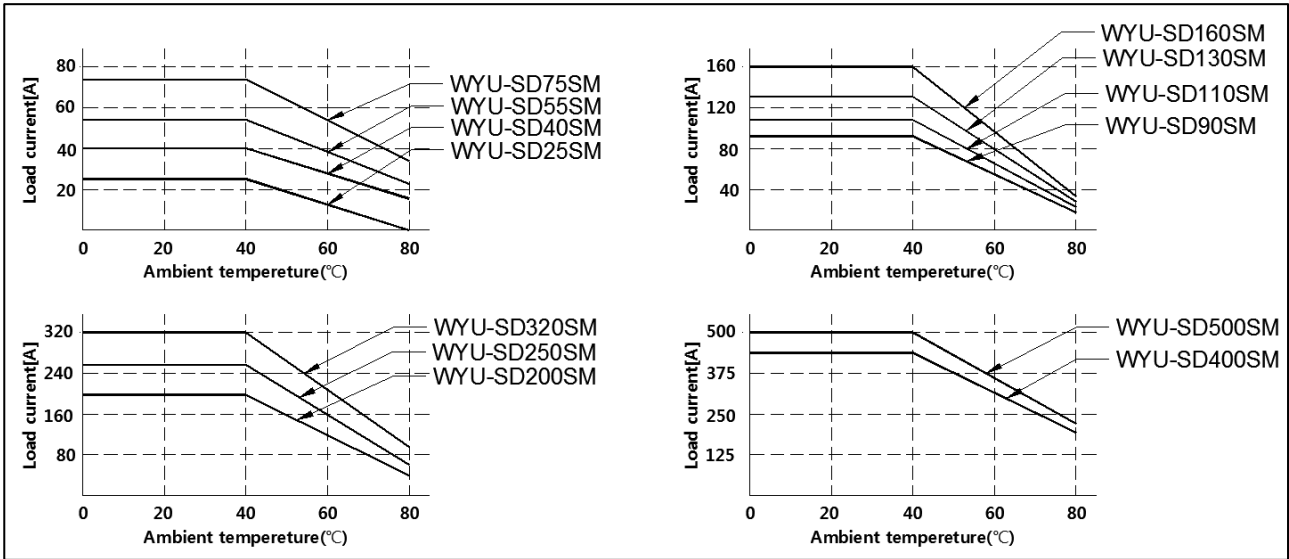 80
60
40
20
Load current[A]
0 20 40 60 80
Ambient tempereture(℃)
WYU-SD75SM
WYU-SD55SM
WYU-SD40SM
WYU-SD25SM
160
120
80
40
Load current[A]
0 20 40 60 80
Ambient tempereture(℃)
WYU-SD160SM
WYU-SD130SM
WYU-SD110SM
WYU-SD90SM
320
240
160
80
Load current[A]
0 20 40 60 80
Ambient tempereture(℃)
WYU-SD320SM
WYU-SD250SM
WYU-SD200SM
500
375
250
125
Load current[A]
0 20 40 60 80
Ambient tempereture(℃)
WYU-SD500SM
WYU-SD400SM